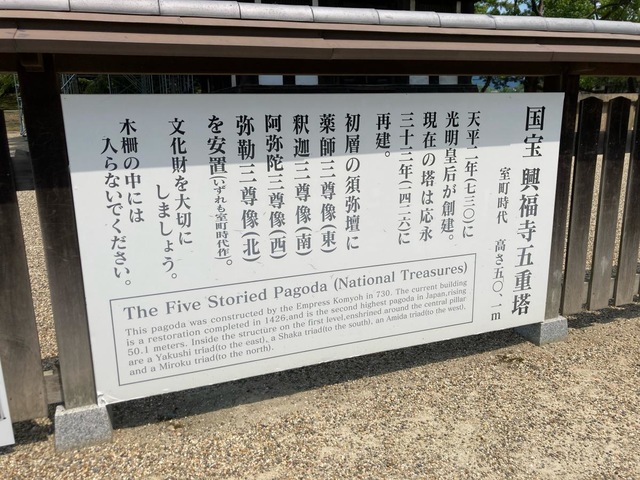 国宝 興福寺五重塔
室町時代 高さ五〇、一m
天平二年(七三〇)に
光明皇后が創建。
現在の塔は応永
三十三年(一四二六)に
再建。
初層の須弥壇に
薬師三尊像(東)
釈迦三尊像(南)
阿弥陀三尊像(西)
弥勒三尊像(北)
を安置(いずれも室町時代作)。
文化財を大切に
しましょう。
木柵の中には
入らないでください。
The Five Storied Pagoda (National Treasures)
This pagoda was constructed by the Empress Komyoh in 730. The current building
is a restoration completed in 1426,and is the second highest pagoda in Japan,rising
50.1 meters. Inside the structure on the first level,enshrined around the central pillar
are a Yakushi triad(to the east), a Shaka triad(to the south), an Amida triad(to the west),
and a Miroku triad(to the north).